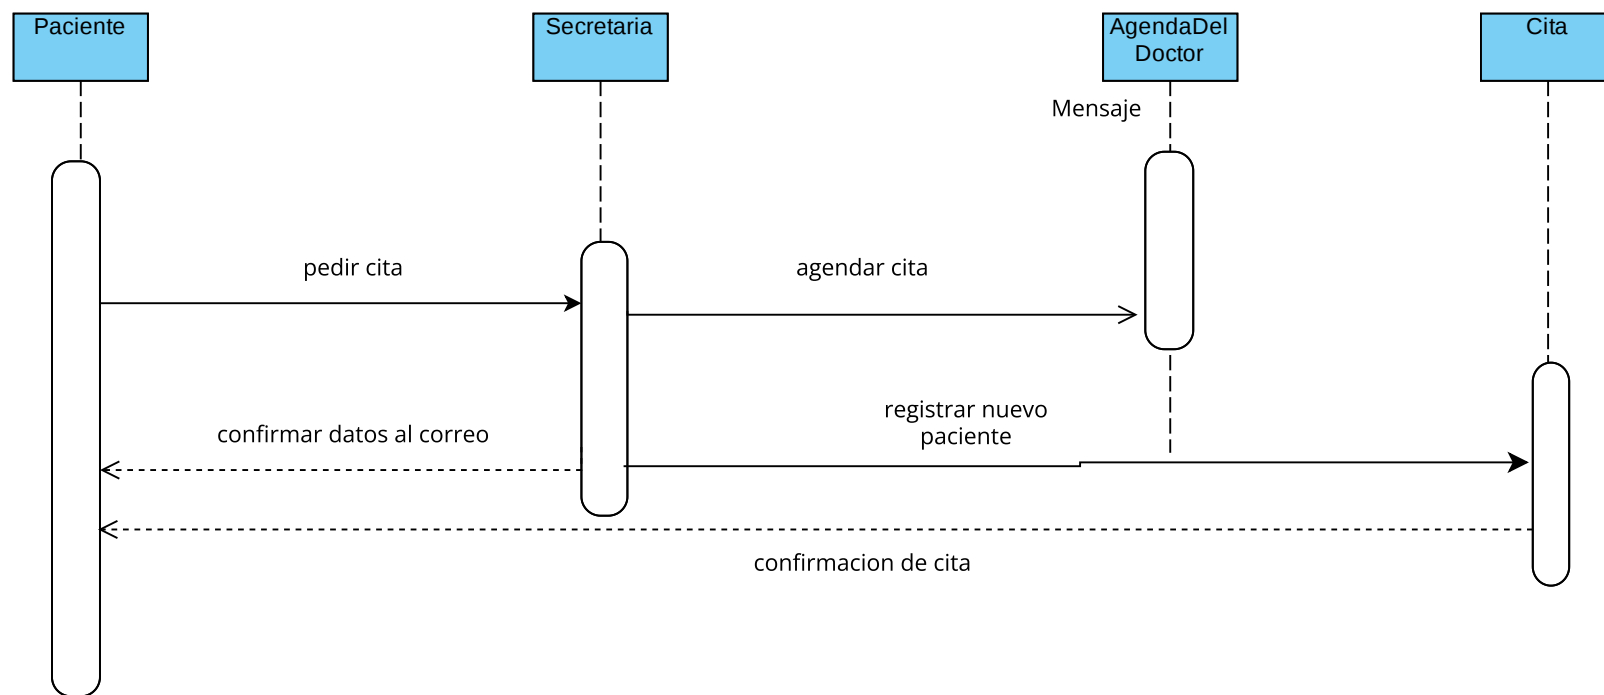 Paciente
Secretaria
AgendaDel
Doctor
Cita
Mensaje
pedir cita
agendar cita
registrar nuevo
paciente
confirmar datos al correo
confirmacion de cita